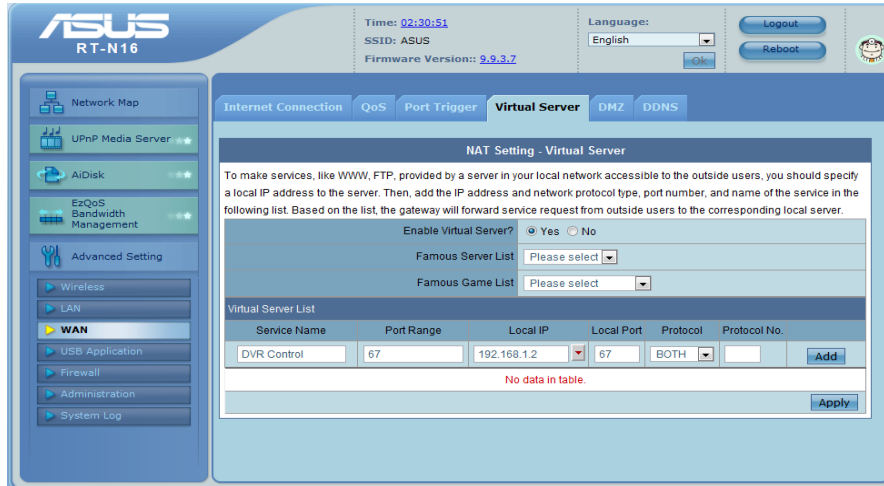 ASUS
RT-N16
Time: 02:30:51
SSID: ASUS
Firmware Version:: 9.9.3.7
Language:
English
Ok
Logout
Reboot
Network Map
UPnP Media Server
AiDisk
EzQoS
Bandwidth
Management
Advanced Setting
Wireless
LAN
WAN
USB Application
Firewall
Administration
System Log
Internet Connection QoS Port Trigger Virtual Server DMZ DDNS
NAT Setting - Virtual Server
To make services, like WWW, FTP, provided by a server in your local network accessible to the outside users, you should specify
a local IP address to the server. Then, add the IP address and network protocol type, port number, and name of the service in the
following list. Based on the list, the gateway will forward service request from outside users to the corresponding local server.
Enable Virtual Server? Yes No
Famous Server List Please select
Famous Game List Please select
Virtual Server List
Service Name Port Range Local IP Local Port Protocol Protocol No.
DVR Control 67 192.168.1.2 67 BOTH Add
No data in table.
Apply